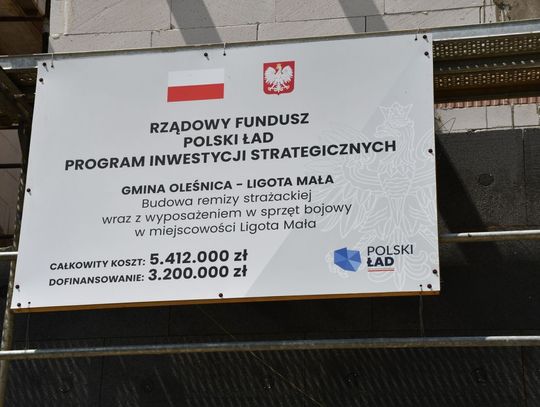 RZĄDOWY FUNDUSZ
POLSKI ŁAD
PROGRAM INWESTYCJI STRATEGICZNYCH
GMINA OLEŚNICA - LIGOTA MAŁA
Budowa remizy strażackiej
wraz z wyposażeniem w sprzęt bojowy
w miejscowości Ligota Mała
CAŁKOWITY KOSZT: 5.412.000 zł
DOFINANSOWANIE: 3.200.000 zł
POLSKI
ŁAD